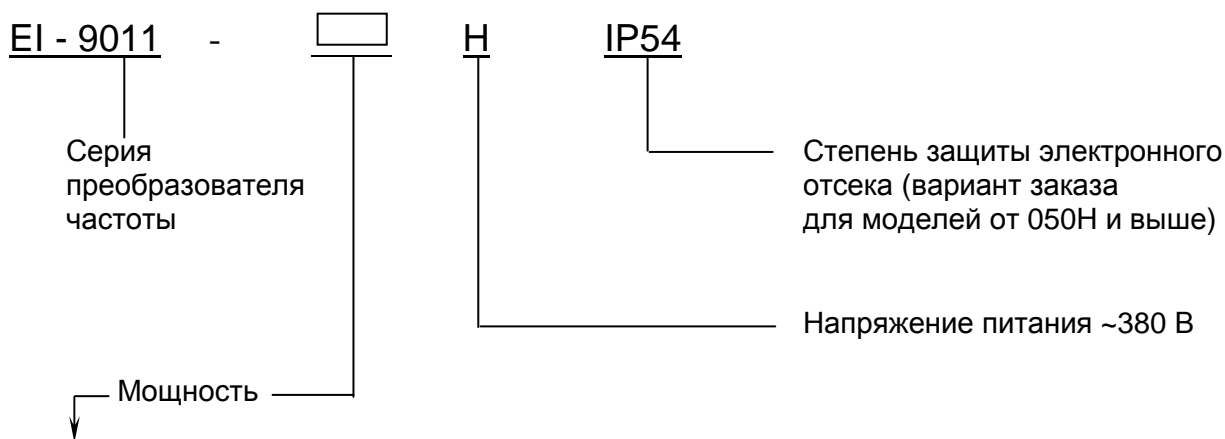 EI - 9011 - H IP54
Серия
преобразователя
частоты
Степень защиты электронного
отсека (вариант заказа
для моделей от 050Н и выше)
Напряжение питания ~380 В
Мощность